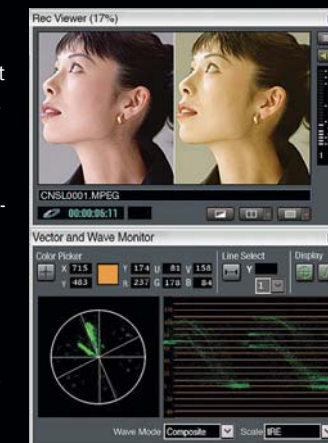 Rec Viewer (17%)
t
CNSL0001.MPEG
00:00:06:11
-
Vector and Wave Monitor
Color Picker
Line Select
Display
X 715 Y 174 U 81 V 158
Y
Y 483 R 237 G 178 B 84
1
Wave Mode Composite
Scale IRE